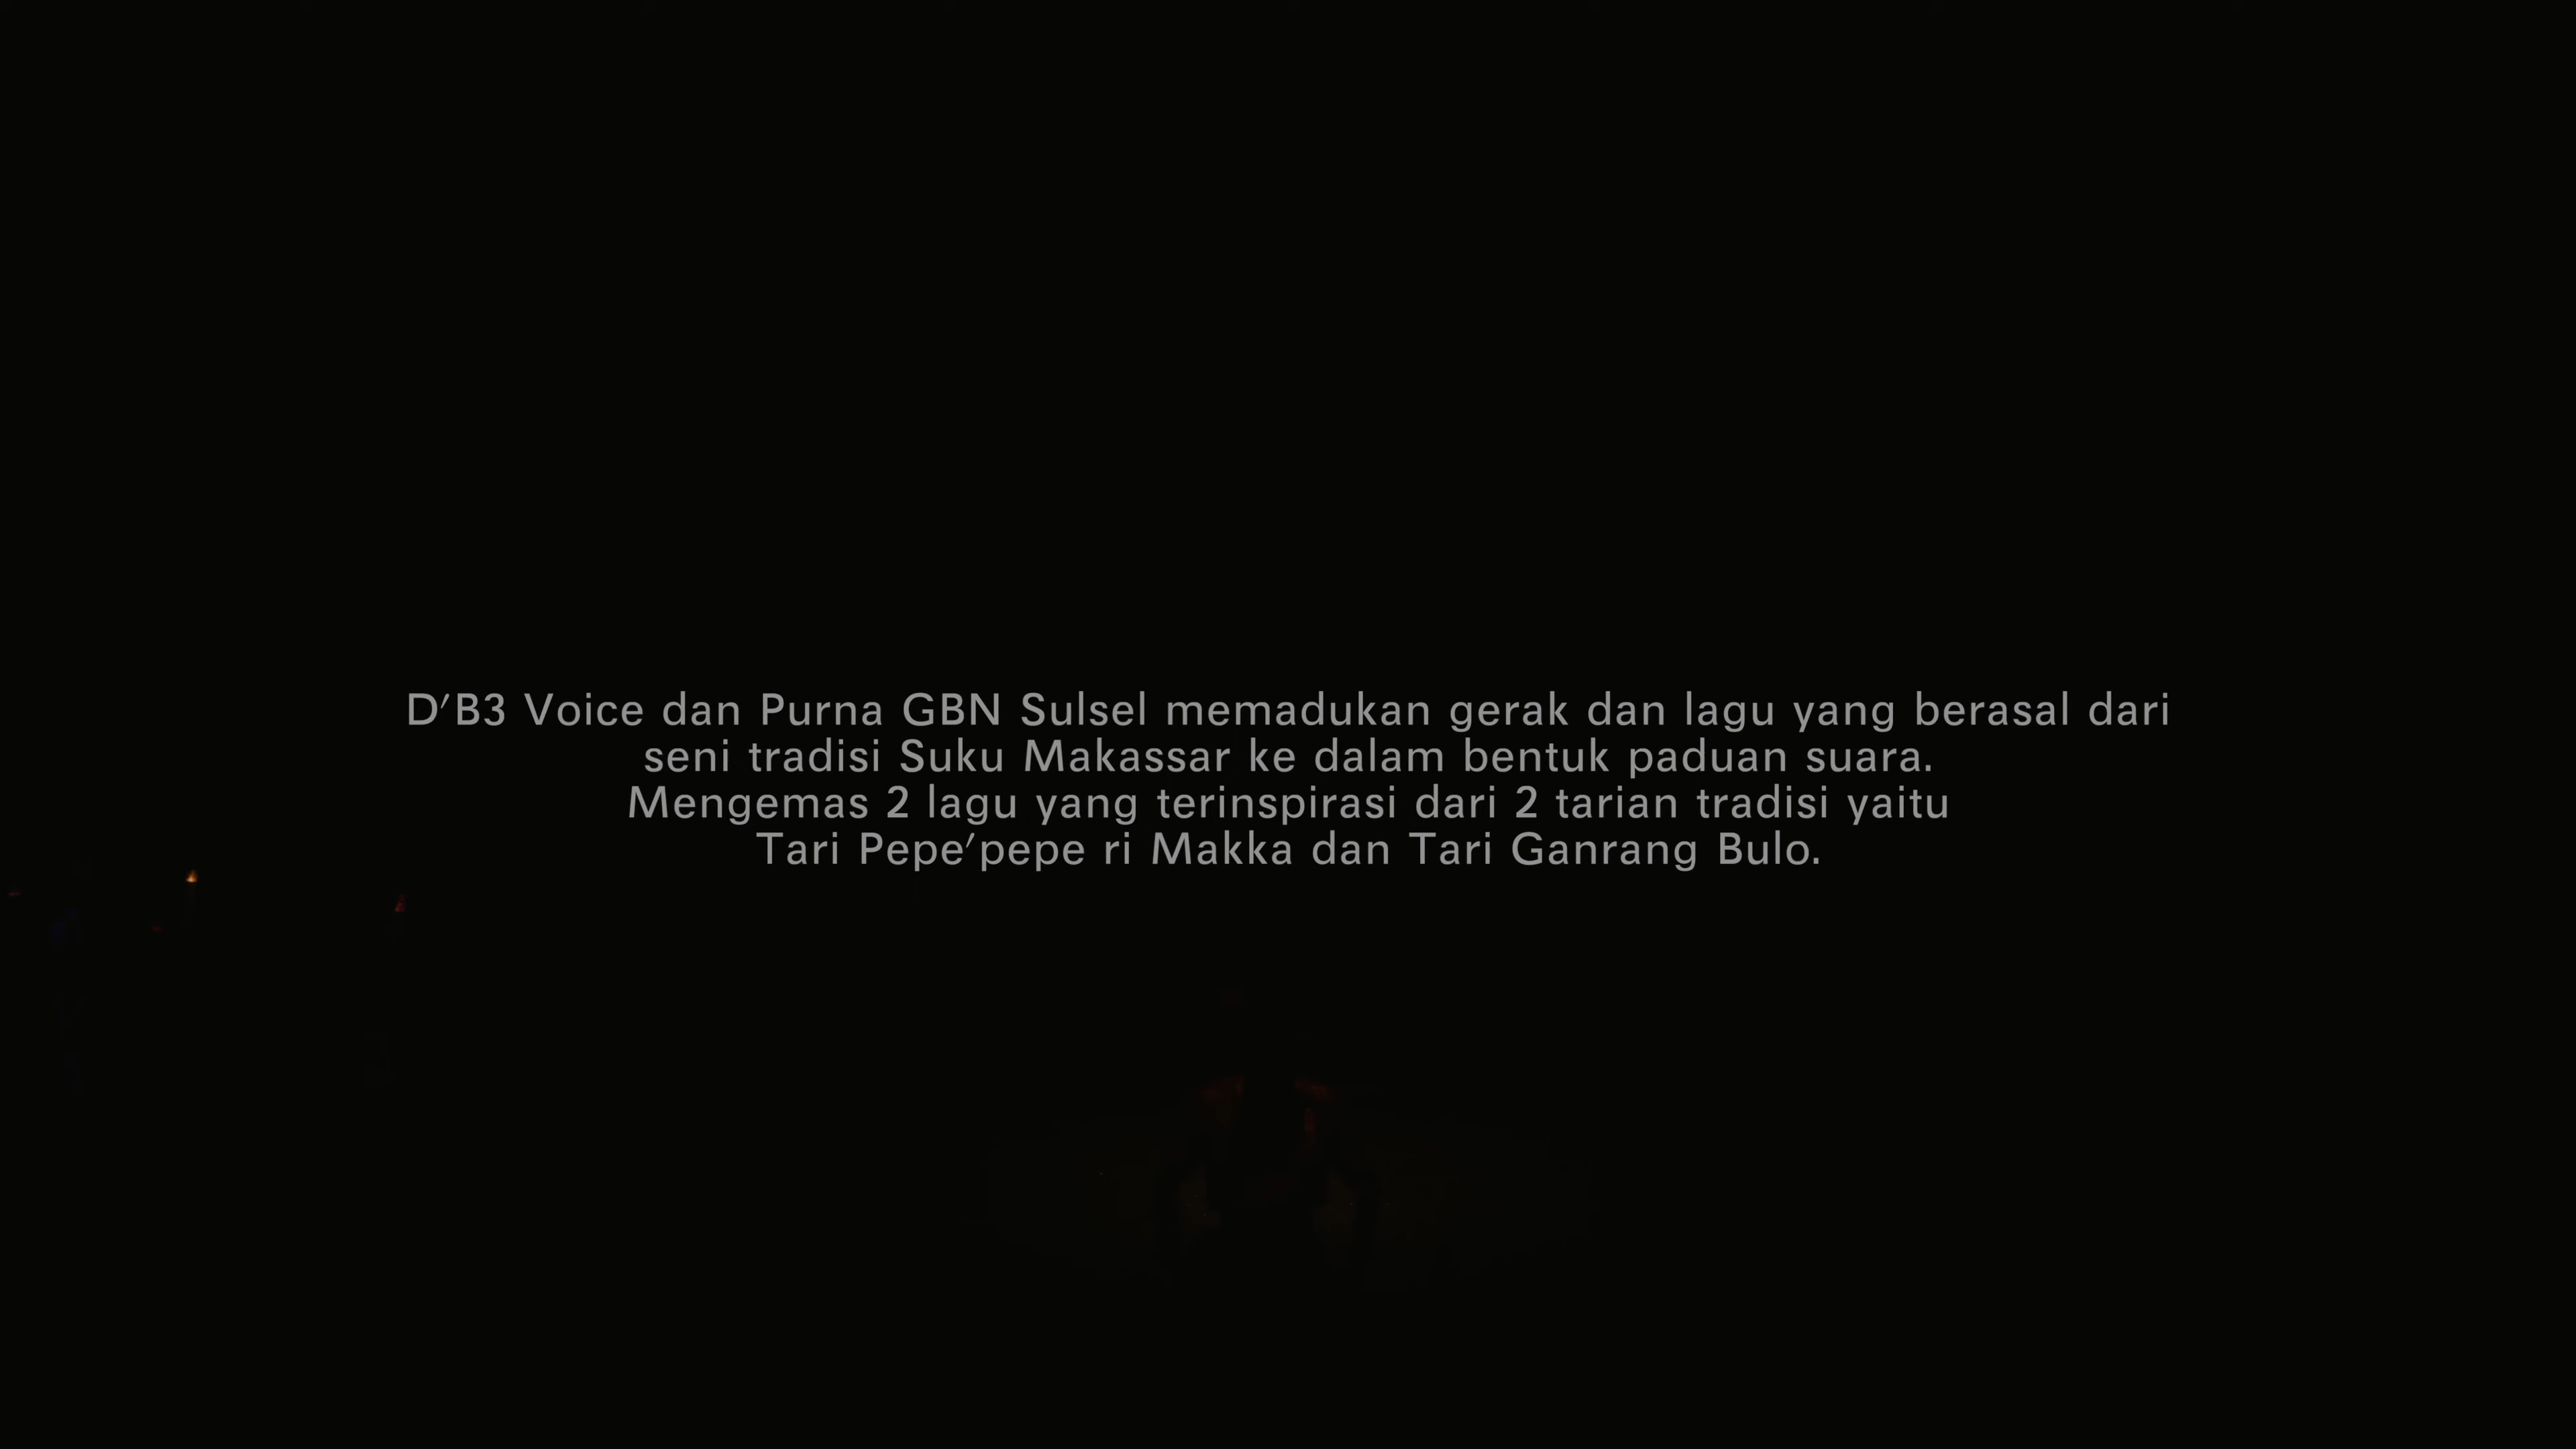 D'B3 Voice dan Purna GBN Sulsel memadukan gerak dan lagu yang berasal dari
seni tradisi Suku Makassar ke dalam bentuk paduan suara.
Mengemas 2 lagu yang terinspirasi dari 2 tarian tradisi yaitu
Tari Pepe'pepe ri Makka dan Tari Ganrang Bulo.